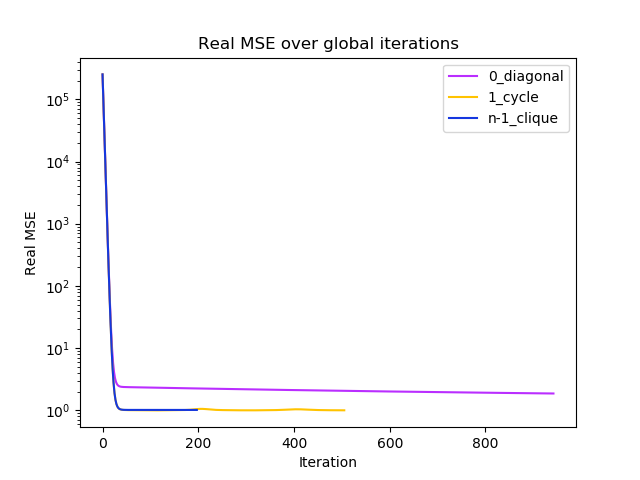 Real MSE over global iterations
0_diagonal
1_cycle
n-1_clique
Real MSE
10^5
10^4
10^3
10^2
10^1
10^0
0 200 400 600 800
Iteration